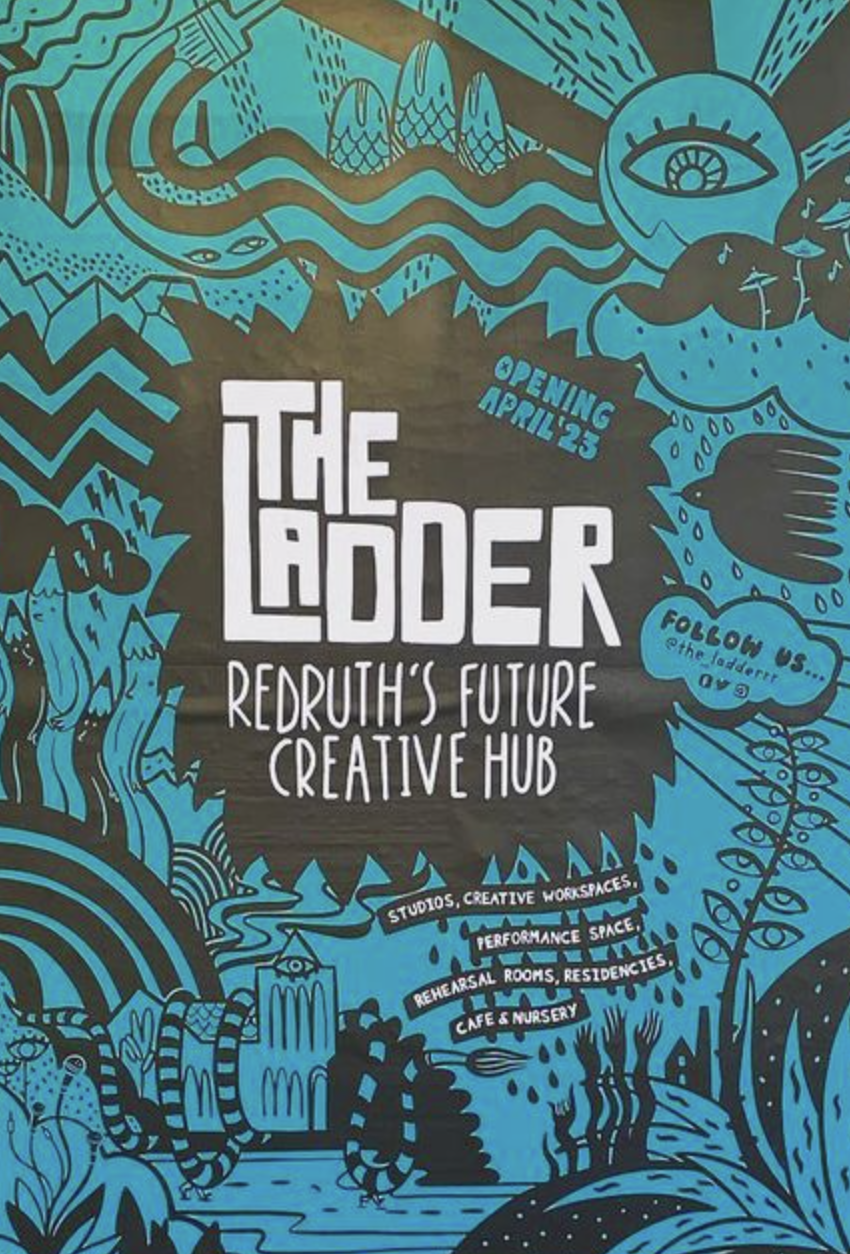 OPENING
APRIL '23
THE
LADDER
REDRUTH'S FUTURE
CREATIVE HUB
FOLLOW US...
@the_ladderrr
STUDIOS, CREATIVE WORKSPACES,
PERFORMANCE SPACE,
REHEARSAL ROOMS, RESIDENCIES,
CAFE & NURSERY